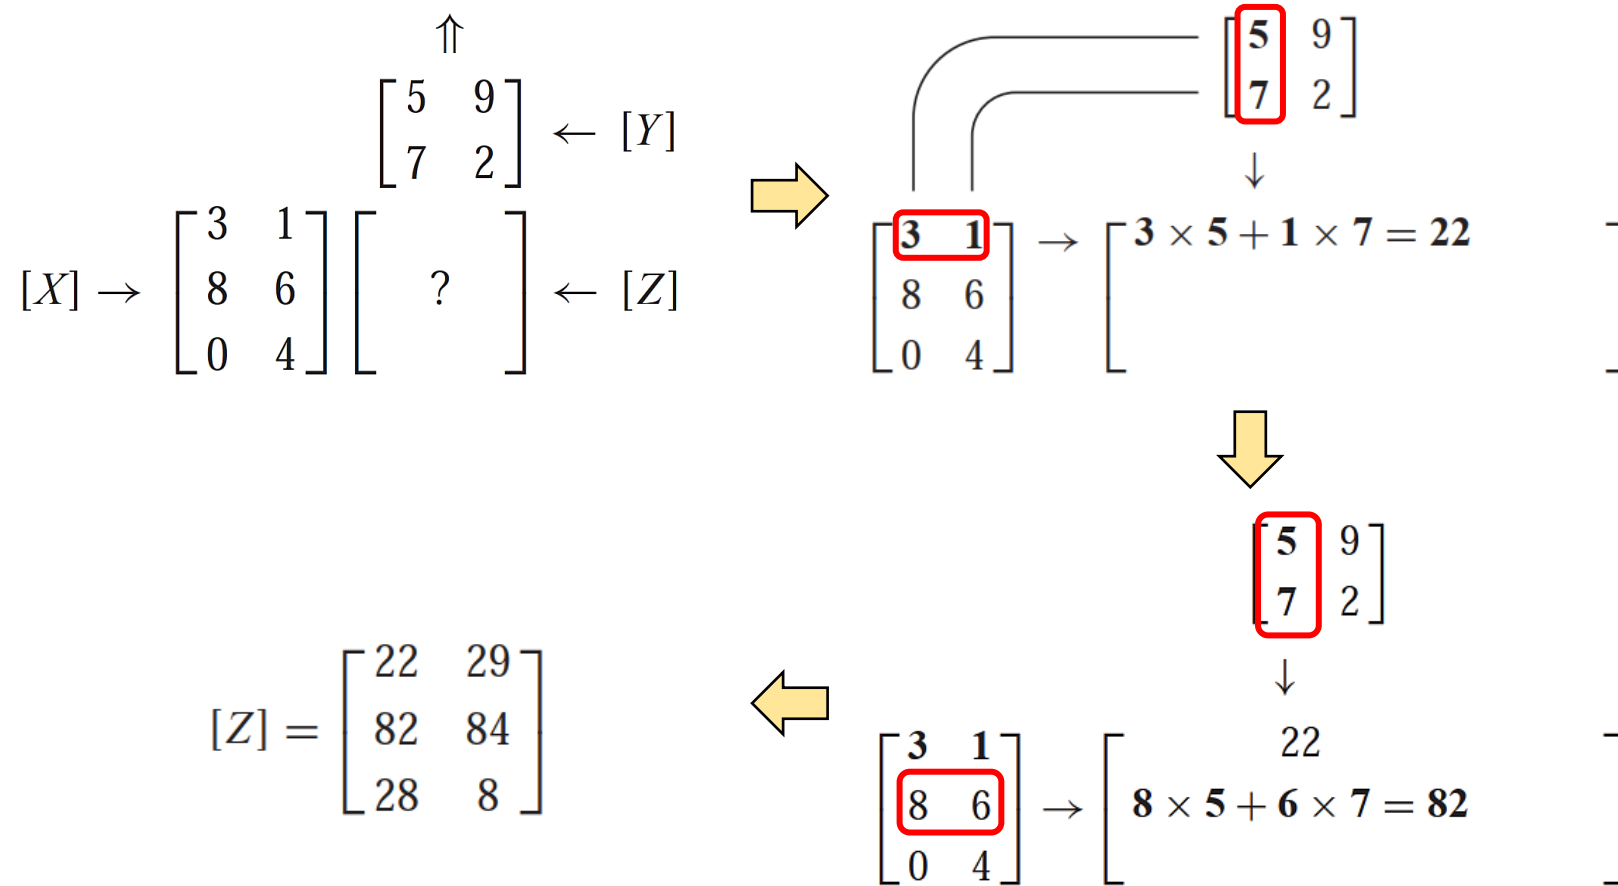 ⇑
[ 5 9 ]
[ 7 2 ] ← [Y]
[ 3 1 ]
[X] → [ 8 6 ] [ ? ] ← [Z]
[ 0 4 ]
[ 5 9 ]
[ 7 2 ]
↓
[ 3 1 ] → [ 3 × 5 + 1 × 7 = 22 ]
[ 8 6 ]
[ 0 4 ]
[ 5 9 ]
[ 7 2 ]
↓
[ 3 1 ] [ 22 ]
[ 8 6 ] → [ 8 × 5 + 6 × 7 = 82 ]
[ 0 4 ]
[ 22 29 ]
[Z] = [ 82 84 ]
[ 28 8 ]